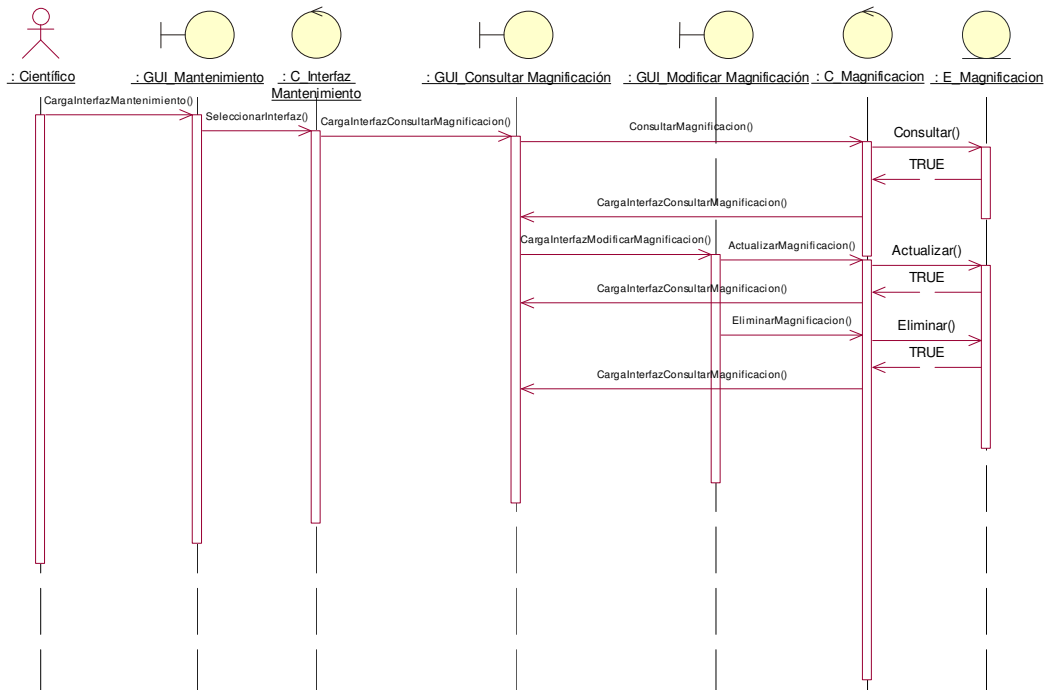 : Científico
: GUI_Mantenimiento
: C_Interfaz
Mantenimiento
: GUI_Consultar Magnificación
: GUI_Modificar Magnificación
: C_Magnificacion
: E_Magnificacion
CargaInterfazMantenimiento()
SeleccionarInterfaz()
CargaInterfazConsultarMagnificacion()
ConsultarMagnificacion()
Consultar()
TRUE
CargaInterfazConsultarMagnificacion()
CargaInterfazModificarMagnificacion()
ActualizarMagnificacion()
Actualizar()
TRUE
CargaInterfazConsultarMagnificacion()
EliminarMagnificacion()
Eliminar()
TRUE
CargaInterfazConsultarMagnificacion()